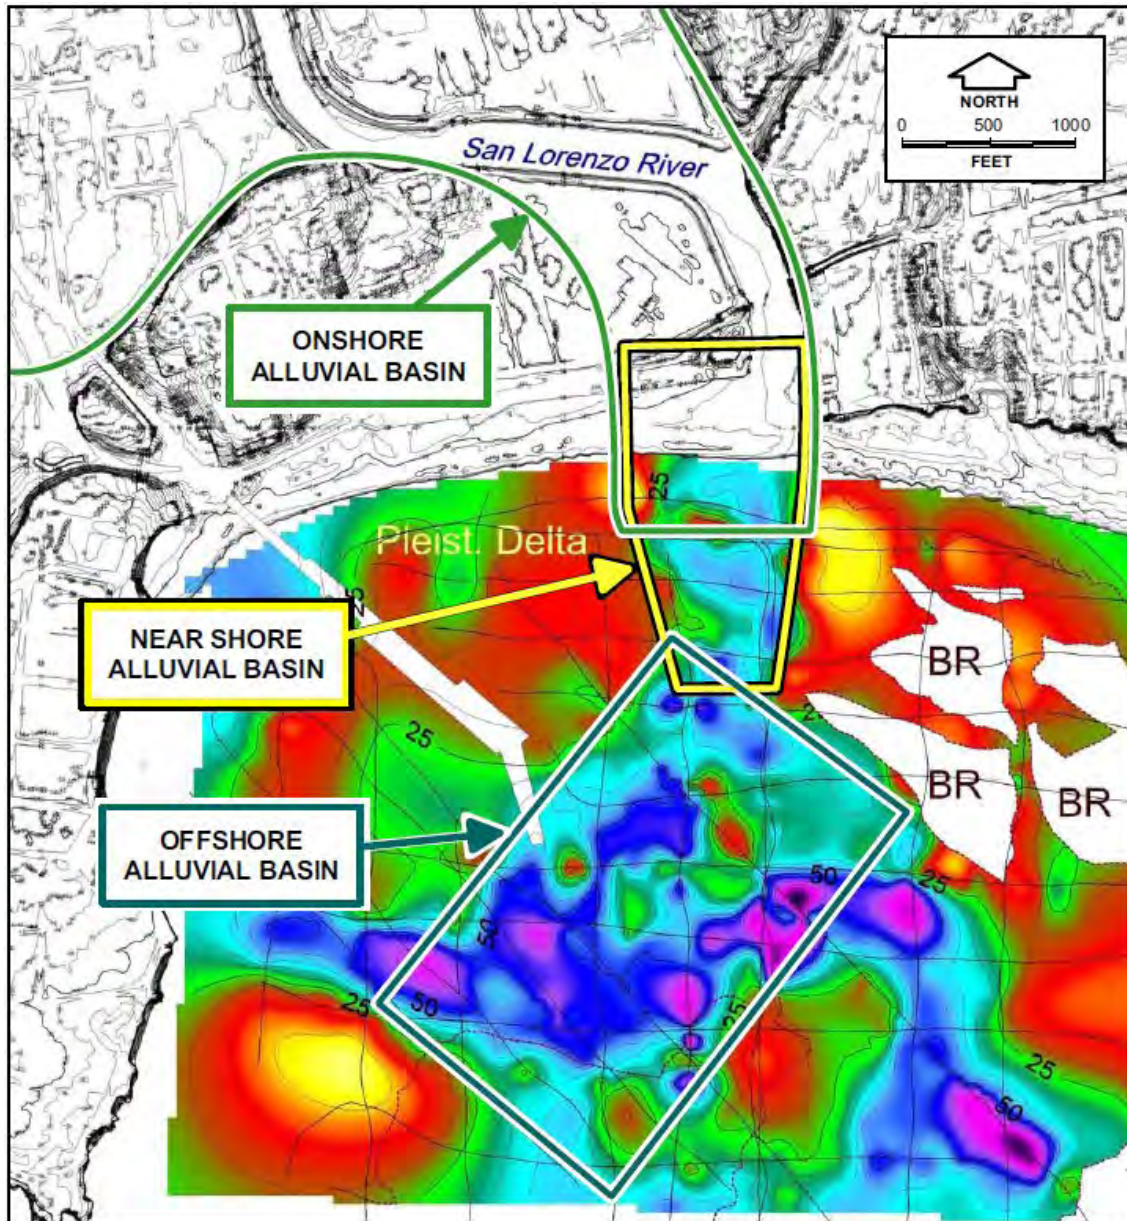 NORTH
0 500 1000
FEET
San Lorenzo River
ONSHORE
ALLUVIAL BASIN
25
Pleist. Delta
25
NEAR SHORE
ALLUVIAL BASIN
BR
25
BR
BR
OFFSHORE
ALLUVIAL BASIN
50
25
50
25
50
25
25
50